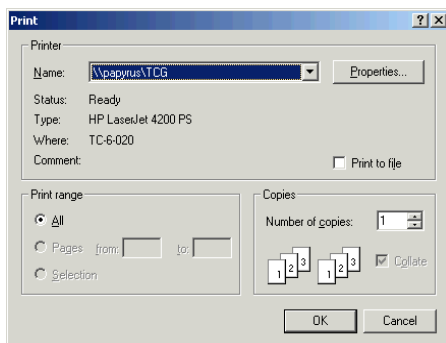 Print
Printer
Name: \\papyrus\TCG Properties...
Status: Ready
Type: HP LaserJet 4200 PS
Where: TC-6-020
Comment: Print to file
Print range
All
Pages from: to:
Selection
Copies
Number of copies: 1
1 2 3 1 2 3 Collate
OK Cancel